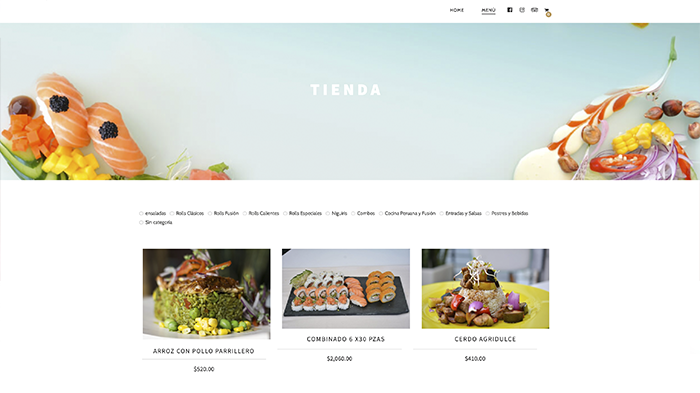 HOME MENÚ
0
TIENDA
ensaladas Rolls Clásicos Rolls Fusión Rolls Calientes Rolls Especiales Niguiris Combos Cocina Peruana y Fusión Entradas y Salsas Postres y Bebidas
Sin categoría
ARROZ CON POLLO PARRILLERO
$520.00
COMBINADO 6 X30 PZAS
$2,060.00
CERDO AGRIDULCE
$410.00